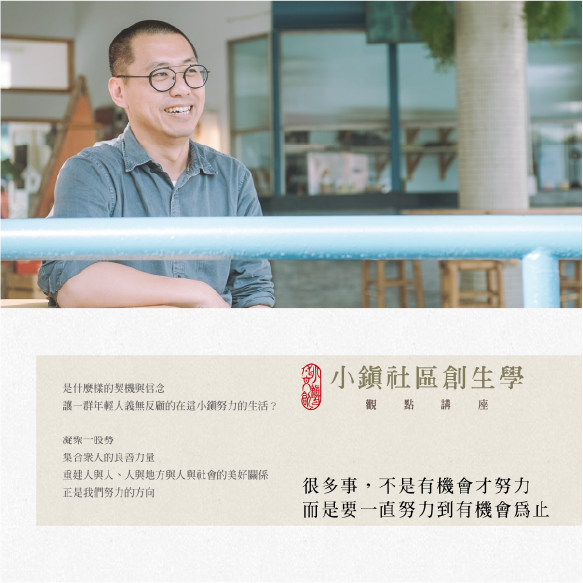 是什麼樣的契機與信念
讓一群年輕人義無反顧的在這小鎮努力的生活？
凝聚一股勢
集合眾人的良善力量
重建人與人、人與地方與人與社會的美好關係
正是我們努力的方向
小鎮社區創生學
觀點講座
很多事，不是有機會才努力
而是要一直努力到有機會為止